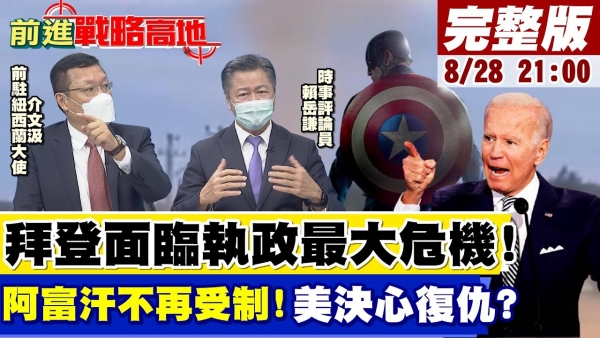 前進戰略高地
完整版
8/28 21:00
前駐紐西蘭大使
介文汲
時事評論員
賴岳謙
拜登面臨執政最大危機!
阿富汗不再受制!美決心復仇?